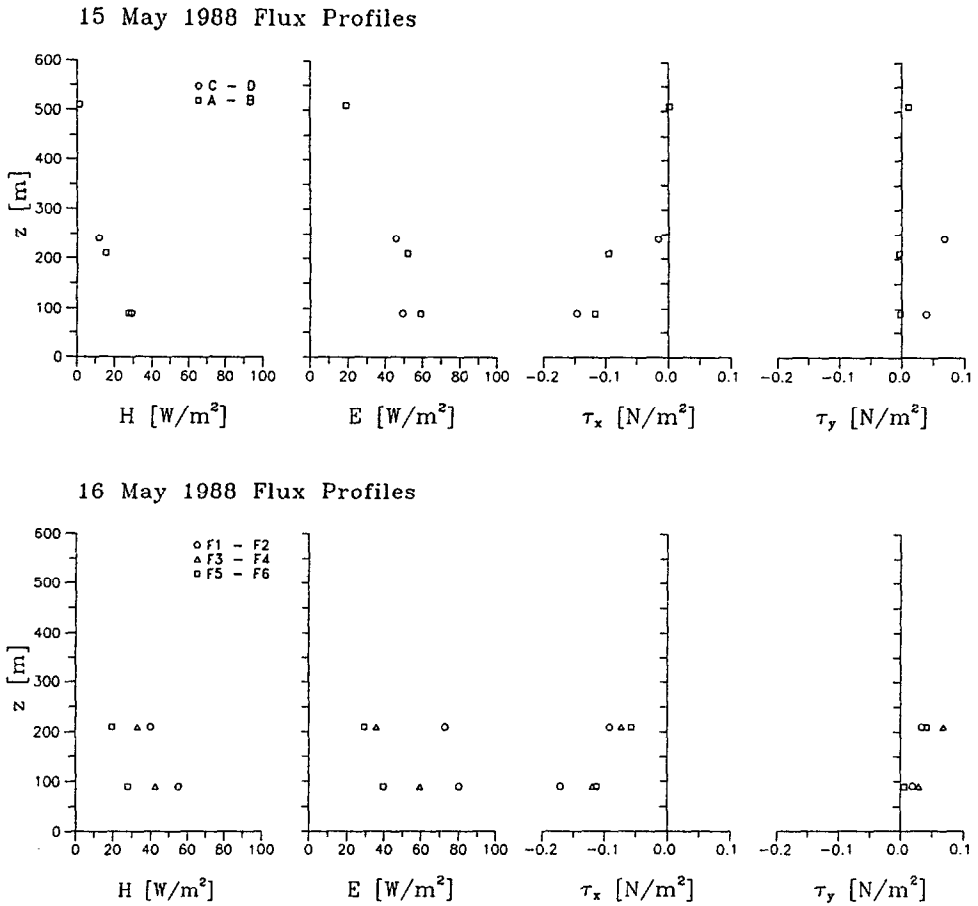 15 May 1988 Flux Profiles
C – D
A – B
600
500
400
300
200
100
0
z [m]
0 20 40 60 80 100
0 20 40 60 80 100
−0.2 −0.1 0.0 0.1
−0.2 −0.1 0.0 0.1
H [W/m²]
E [W/m²]
τₓ [N/m²]
τᵧ [N/m²]
16 May 1988 Flux Profiles
F1 – F2
F3 – F4
F5 – F6
600
500
400
300
200
100
0
z [m]
0 20 40 60 80 100
0 20 40 60 80 100
−0.2 −0.1 0.0 0.1
−0.2 −0.1 0.0 0.1
H [W/m²]
E [W/m²]
τₓ [N/m²]
τᵧ [N/m²]